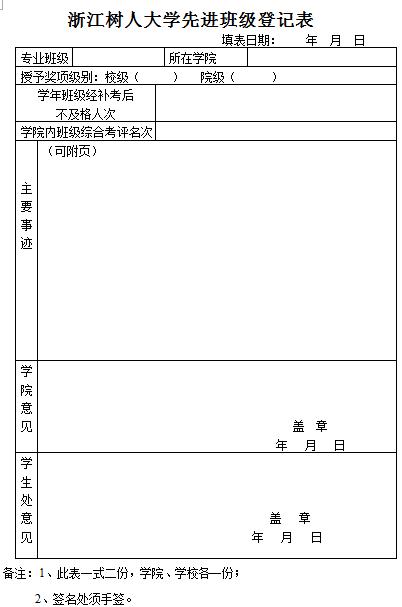 浙江树人大学先进班级登记表
填表日期： 年 月 日
专业班级 所在学院
授予奖项级别：校级（ ） 院级（ ）
学年班级经补考后
不及格人次
学院内班级综合考评名次
（可附页）
主要事迹
学院意见
盖 章
年 月 日
学生处意见
盖 章
年 月 日
备注：1、此表一式二份，学院、学校各一份；
2、签名处须手签。